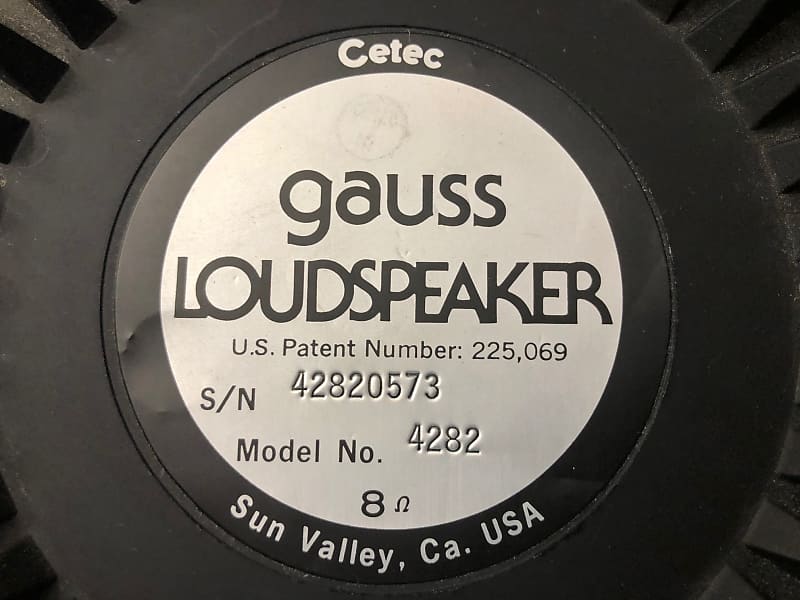 Cetec
gauss
LOUDSPEAKER
U.S. Patent Number: 225,069
S/N 42820573
Model No. 4282
8 Ω
Sun Valley, Ca. USA